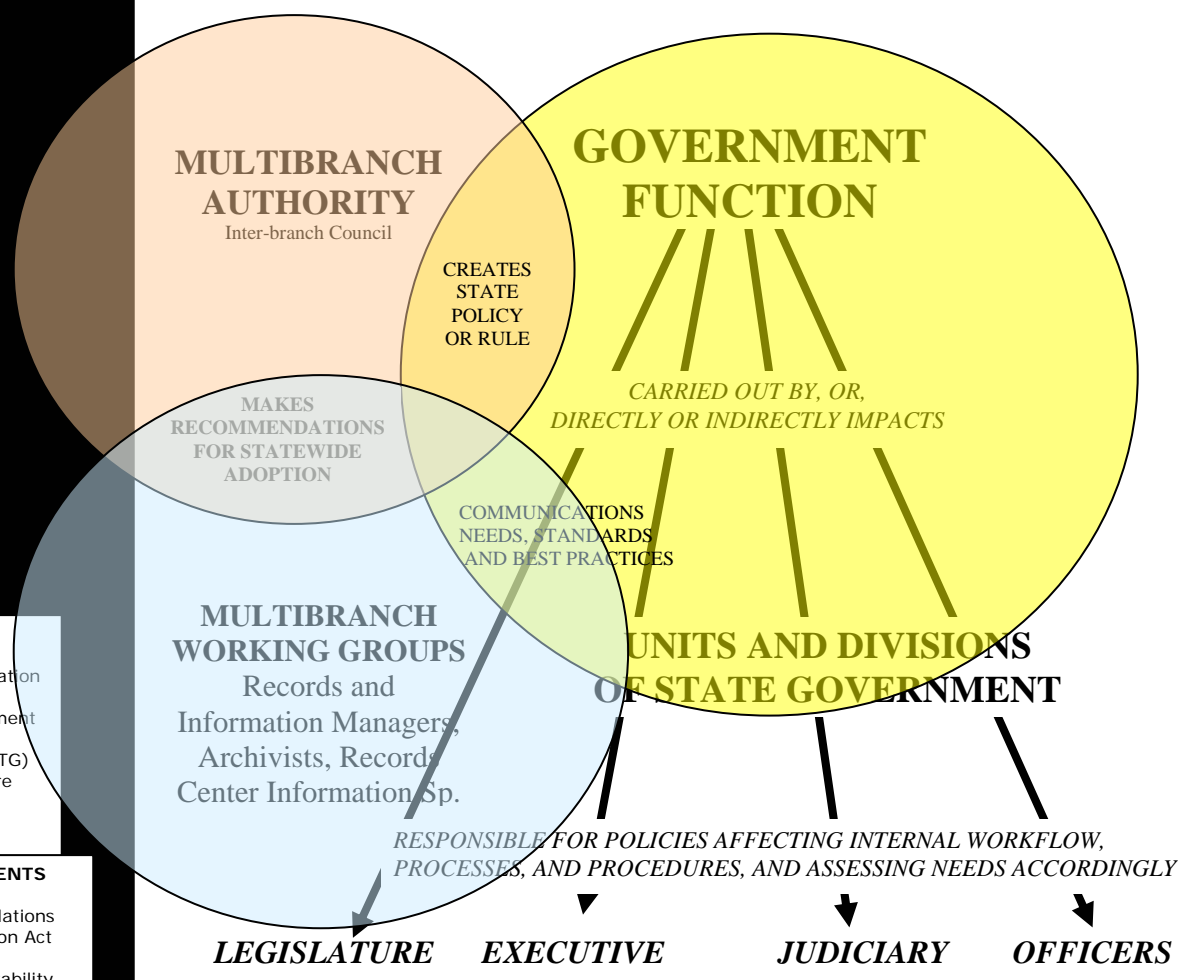 MULTIBRANCH
AUTHORITY
Inter-branch Council
GOVERNMENT
FUNCTION
CREATES
STATE
POLICY
OR RULE
CARRIED OUT BY, OR,
DIRECTLY OR INDIRECTLY IMPACTS
MAKES
RECOMMENDATIONS
FOR STATEWIDE
ADOPTION
COMMUNICATIONS
NEEDS, STANDARDS
AND BEST PRACTICES
MULTIBRANCH
WORKING GROUPS
Records and
Information Managers,
Archivists, Records
Center Information Sp.
UNITS AND DIVISIONS
OF STATE GOVERNMENT
RESPONSIBLE FOR POLICIES AFFECTING INTERNAL WORKFLOW,
PROCESSES, AND PROCEDURES, AND ASSESSING NEEDS ACCORDINGLY
LEGISLATURE
EXECUTIVE
JUDICIARY
OFFICERS
on Act